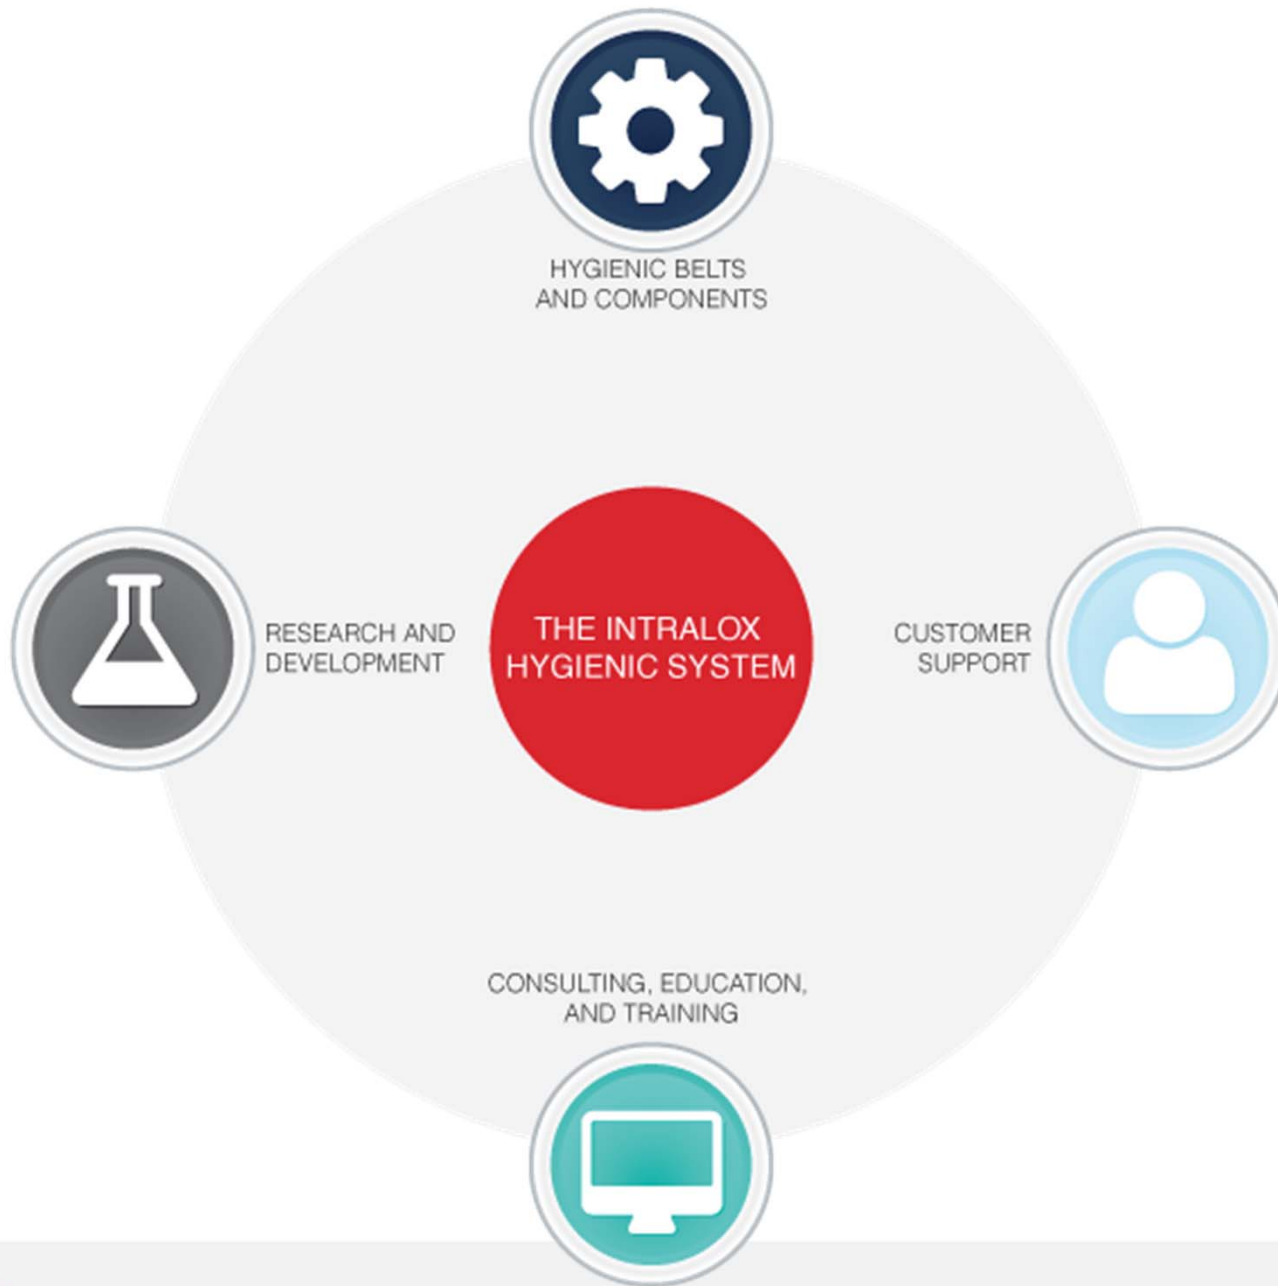 HYGIENIC BELTS
AND COMPONENTS
RESEARCH AND
DEVELOPMENT
THE INTRALOX
HYGIENIC SYSTEM
CUSTOMER
SUPPORT
CONSULTING, EDUCATION,
AND TRAINING